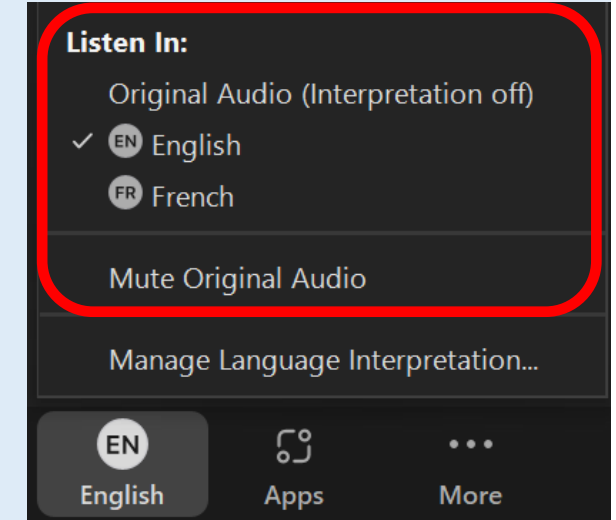 Listen In:
Original Audio (Interpretation off)
EN English
FR French
Mute Original Audio
Manage Language Interpretation...
EN
English Apps More